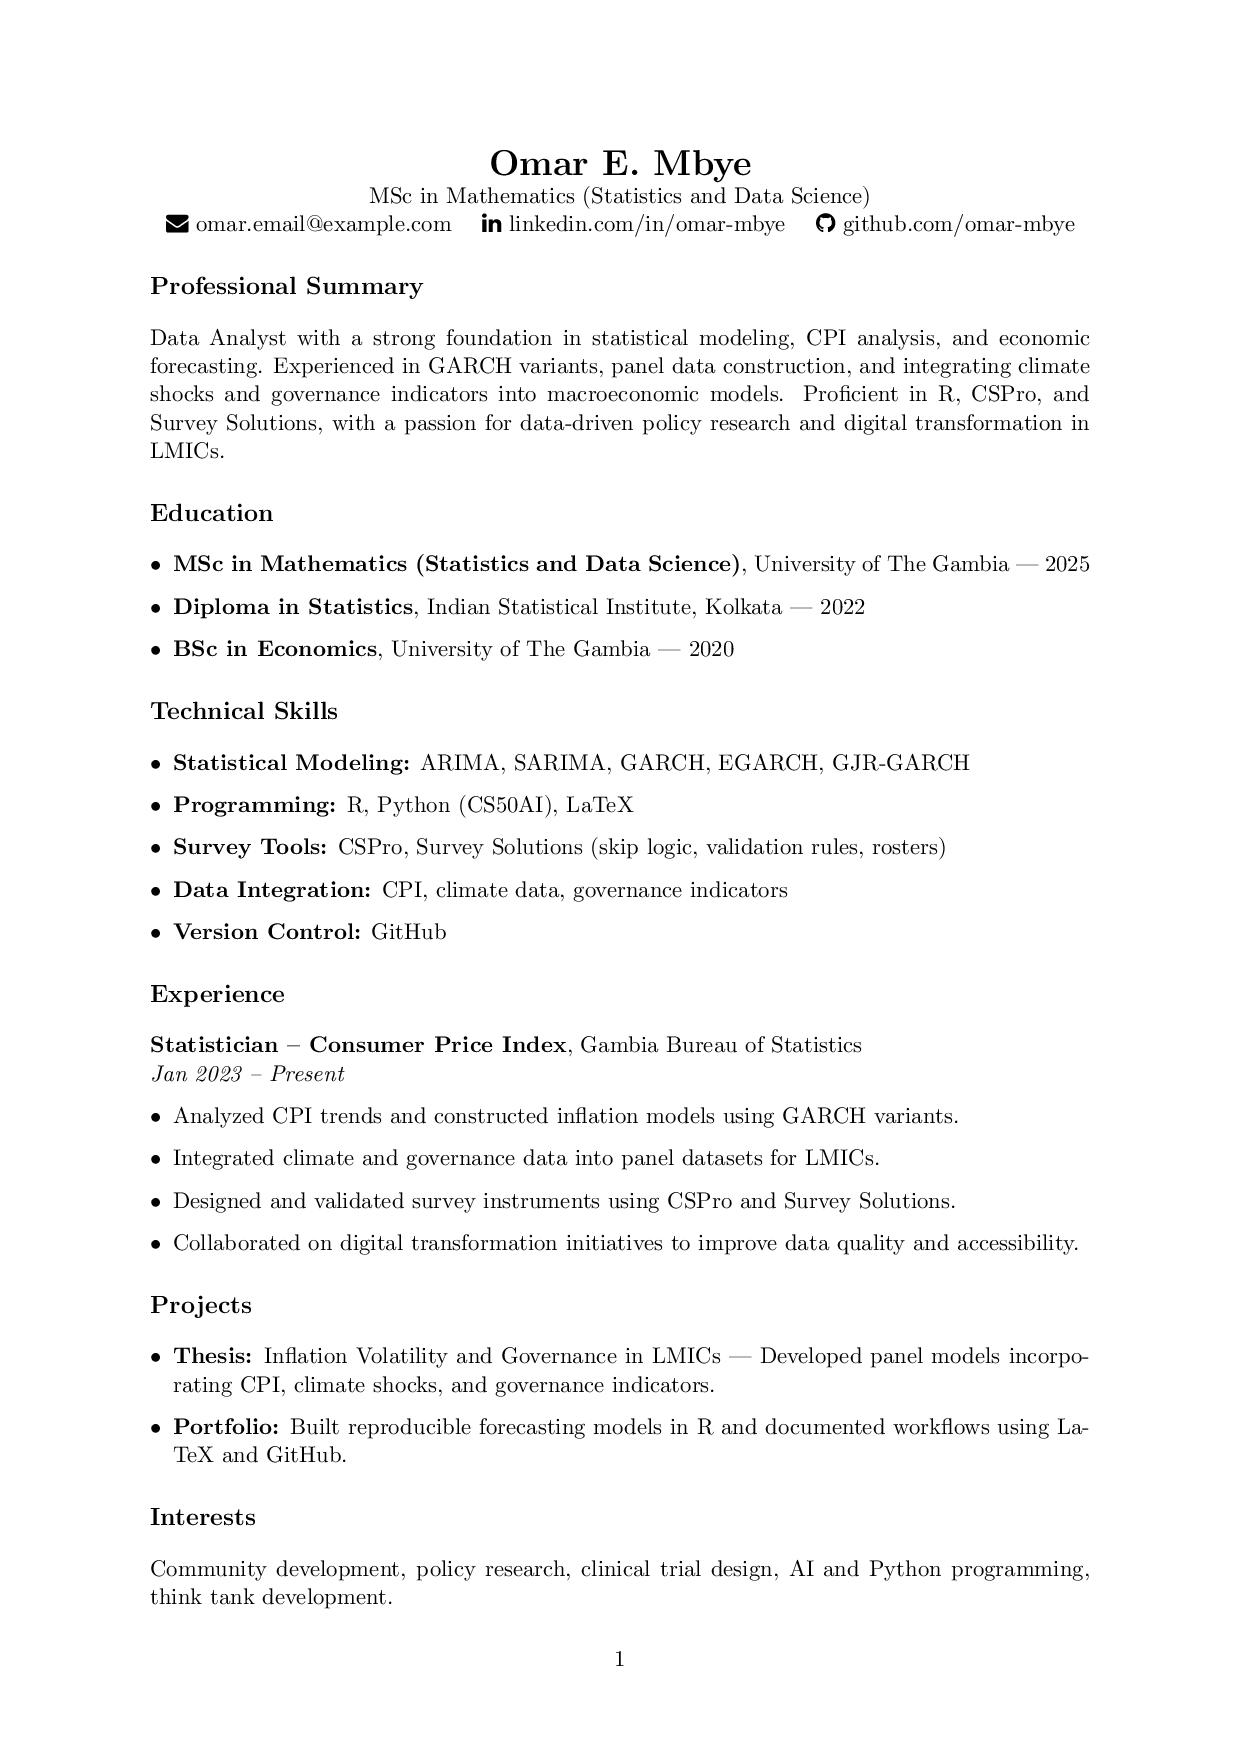 Omar E. Mbye
MSc in Mathematics (Statistics and Data Science)
omar.email@example.com linkedin.com/in/omar-mbye github.com/omar-mbye
Professional Summary
Data Analyst with a strong foundation in statistical modeling, CPI analysis, and economic
forecasting. Experienced in GARCH variants, panel data construction, and integrating climate
shocks and governance indicators into macroeconomic models. Proficient in R, CSPro, and
Survey Solutions, with a passion for data-driven policy research and digital transformation in
LMICs.
Education
• MSc in Mathematics (Statistics and Data Science), University of The Gambia — 2025
• Diploma in Statistics, Indian Statistical Institute, Kolkata — 2022
• BSc in Economics, University of The Gambia — 2020
Technical Skills
• Statistical Modeling: ARIMA, SARIMA, GARCH, EGARCH, GJR-GARCH
• Programming: R, Python (CS50AI), LaTeX
• Survey Tools: CSPro, Survey Solutions (skip logic, validation rules, rosters)
• Data Integration: CPI, climate data, governance indicators
• Version Control: GitHub
Experience
Statistician – Consumer Price Index, Gambia Bureau of Statistics
Jan 2023 – Present
• Analyzed CPI trends and constructed inflation models using GARCH variants.
• Integrated climate and governance data into panel datasets for LMICs.
• Designed and validated survey instruments using CSPro and Survey Solutions.
• Collaborated on digital transformation initiatives to improve data quality and accessibility.
Projects
• Thesis: Inflation Volatility and Governance in LMICs — Developed panel models incorpo-
rating CPI, climate shocks, and governance indicators.
• Portfolio: Built reproducible forecasting models in R and documented workflows using La-
TeX and GitHub.
Interests
Community development, policy research, clinical trial design, AI and Python programming,
think tank development.
1